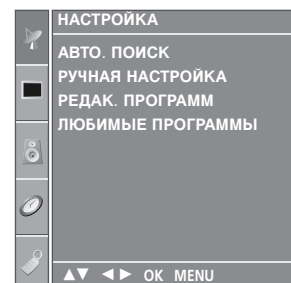 НАСТРОЙКА
АВТО. ПОИСК
РУЧНАЯ НАСТРОЙКА
РЕДАК. ПРОГРАММ
ЛЮБИМЫЕ ПРОГРАММЫ
▲▼ ◄► OK MENU